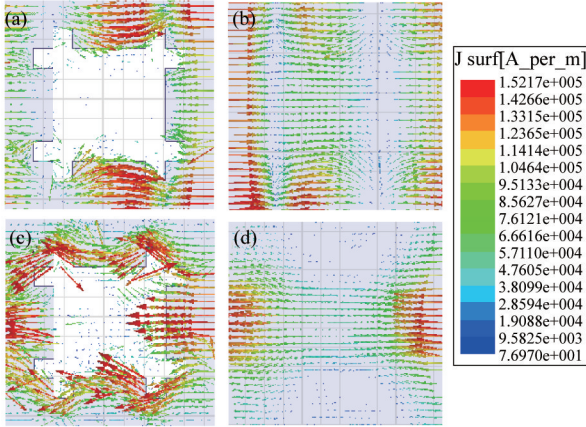 (a)
(b)
(c)
(d)
J surf[A_per_m]
1.5217e+005
1.4266e+005
1.3315e+005
1.2365e+005
1.1414e+005
1.0464e+005
9.5133e+004
8.5627e+004
7.6121e+004
6.6616e+004
5.7110e+004
4.7605e+004
3.8099e+004
2.8594e+004
1.9088e+004
9.5825e+003
7.6970e+001